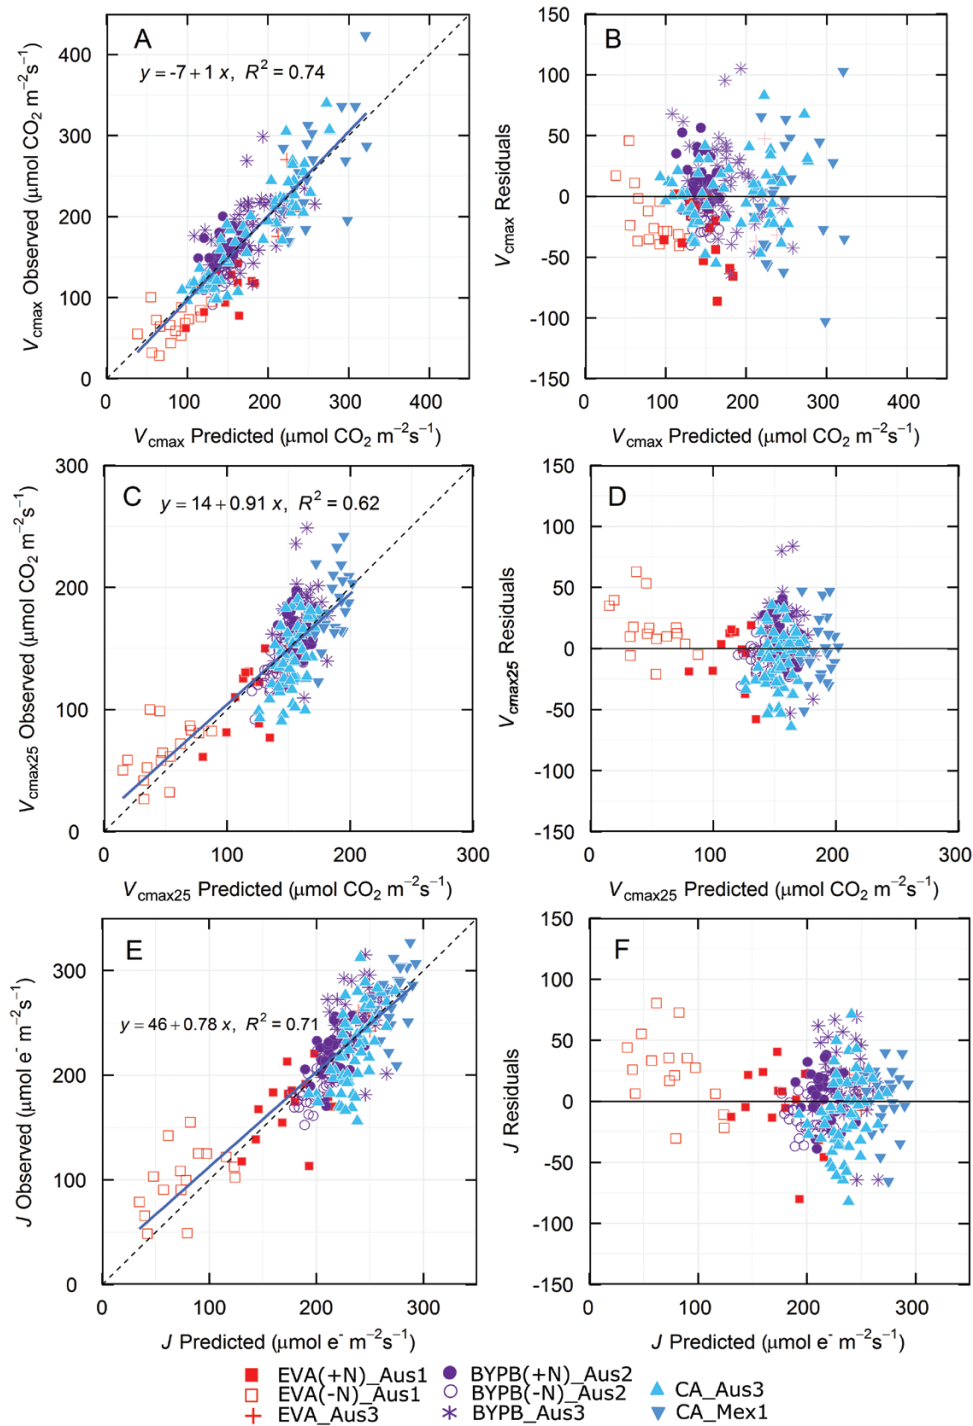 A
y = -7 + 1 x, R² = 0.74
400
300
200
100
0
100 200 300 400
Vcmax Observed (μmol CO₂ m⁻²s⁻¹)
Vcmax Predicted (μmol CO₂ m⁻²s⁻¹)
B
150
100
50
0
-50
-100
-150
0 100 200 300 400
Vcmax Residuals
Vcmax Predicted (μmol CO₂ m⁻²s⁻¹)
C
y = 14 + 0.91 x, R² = 0.62
300
200
100
0
0 100 200 300
Vcmax25 Observed (μmol CO₂ m⁻²s⁻¹)
Vcmax25 Predicted (μmol CO₂ m⁻²s⁻¹)
D
150
100
50
0
-50
-100
-150
0 100 200 300
Vcmax25 Residuals
Vcmax25 Predicted (μmol CO₂ m⁻²s⁻¹)
E
y = 46 + 0.78 x, R² = 0.71
300
200
100
0
0 100 200 300
J Observed (μmol e⁻ m⁻²s⁻¹)
J Predicted (μmol e⁻ m⁻²s⁻¹)
F
150
100
50
0
-50
-100
-150
0 100 200 300
J Residuals
J Predicted (μmol e⁻ m⁻²s⁻¹)
EVA(+N)_Aus1
EVA(-N)_Aus1
EVA_Aus3
BYPB(+N)_Aus2
BYPB(-N)_Aus2
BYPB_Aus3
CA_Aus3
CA_Mex1